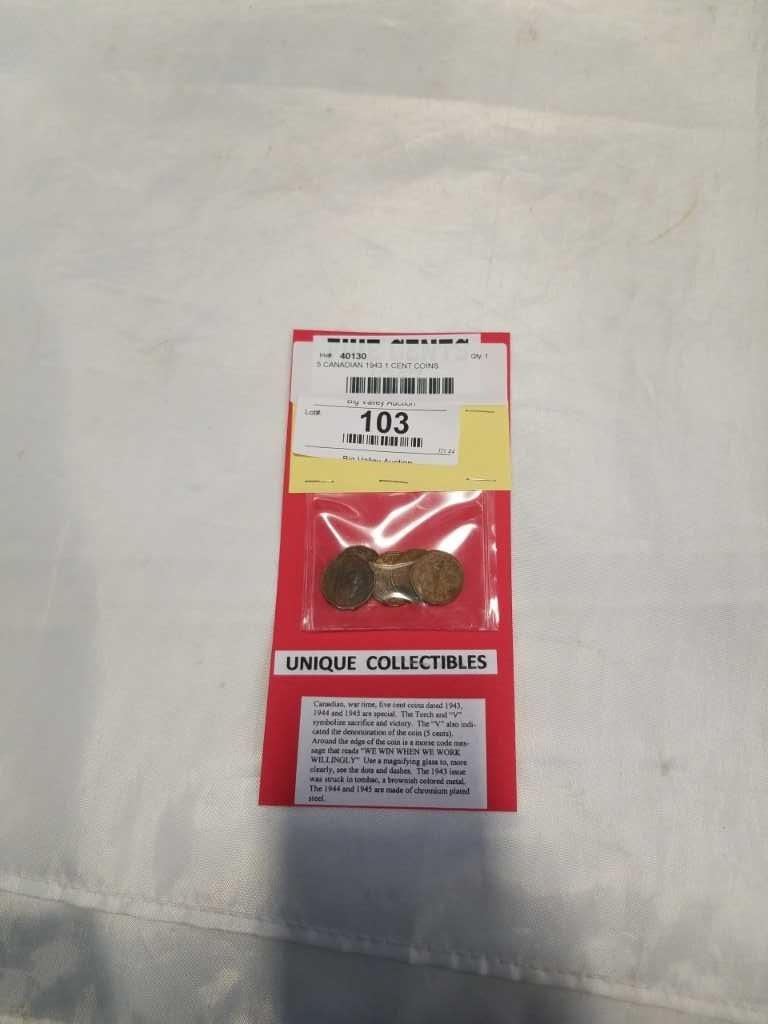 FIVE CENTS
40130
Qty: 1
5 CANADIAN 1943 1 CENT COINS
Big Valley Auction
Lot#:
103
Big Valley Auction
UNIQUE COLLECTIBLES
Canadian, war time, five cent coins dated 1943,
1944 and 1945 are special. The Torch and "V"
symbolize sacrifice and victory. The "V" also indi-
cated the denomination of the coin (5 cents).
Around the edge of the coin is a morse code mes-
sage that reads "WE WIN WHEN WE WORK
WILLINGLY" Use a magnifying glass to, more
clearly, see the dots and dashes. The 1943 issue
was struck in tombac, a brownish colored metal,
The 1944 and 1945 are made of chromium plated
steel.